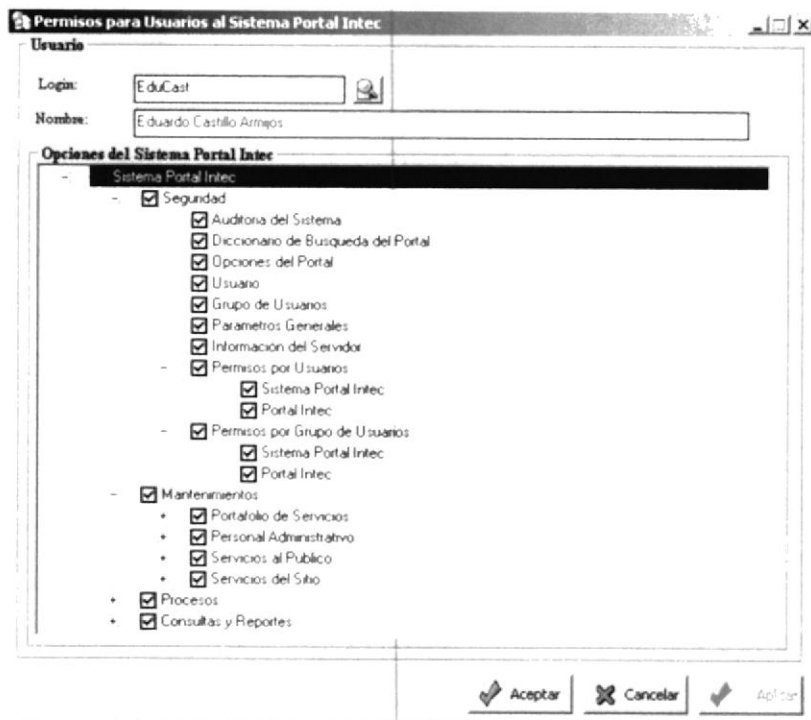 Permisos para Usuarios al Sistema Portal Intec
Usuario
Login:
EduCast
Nombre:
Eduardo Castillo Armijos
Opciones del Sistema Portal Intec
Sistema Portal Intec
Seguridad
Auditoria del Sistema
Diccionario de Busqueda del Portal
Opciones del Portal
Usuario
Grupo de Usuarios
Parametros Generales
Información del Servidor
Permisos por Usuarios
Sistema Portal Intec
Portal Intec
Permisos por Grupo de Usuarios
Sistema Portal Intec
Portal Intec
Mantenimientos
Portafolio de Servicios
Personal Administrativo
Servicios al Publico
Servicios del Sitio
Procesos
Consultas y Reportes
Aceptar Cancelar Aplicar